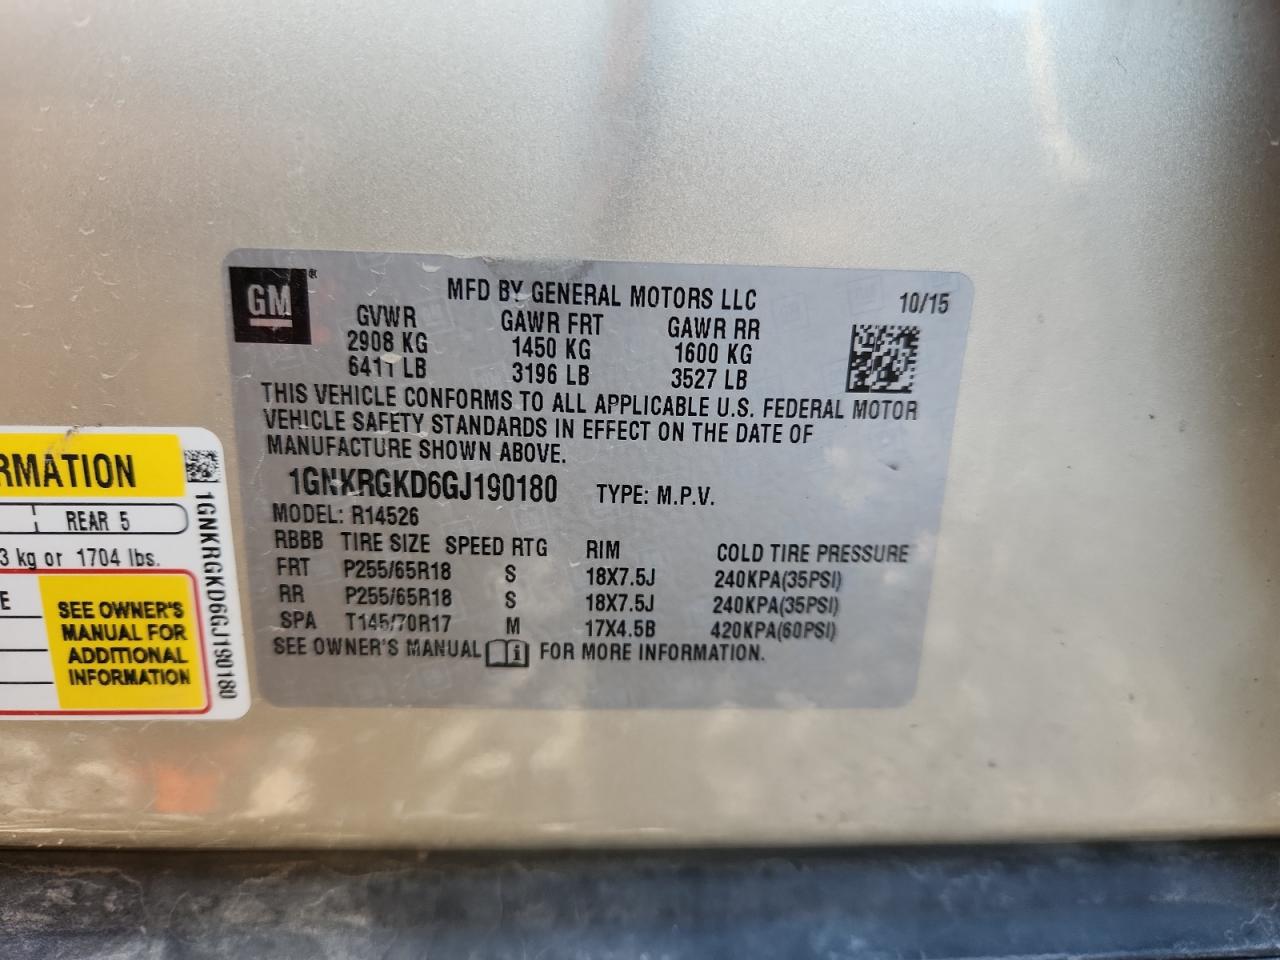 GM ®
MFD BY GENERAL MOTORS LLC 10/15
GVWR GAWR FRT GAWR RR
2908 KG 1450 KG 1600 KG
6411 LB 3196 LB 3527 LB
THIS VEHICLE CONFORMS TO ALL APPLICABLE U.S. FEDERAL MOTOR
VEHICLE SAFETY STANDARDS IN EFFECT ON THE DATE OF
MANUFACTURE SHOWN ABOVE.
1GNKRGKD6GJ190180 TYPE: M.P.V.
MODEL: R14526
RBBB TIRE SIZE SPEED RTG RIM COLD TIRE PRESSURE
FRT P255/65R18 S 18X7.5J 240KPA(35PSI)
RR P255/65R18 S 18X7.5J 240KPA(35PSI)
SPA T145/70R17 M 17X4.5B 420KPA(60PSI)
SEE OWNER'S MANUAL i FOR MORE INFORMATION.
RMATION
REAR 5
3 kg or 1704 lbs.
E
SEE OWNER'S
MANUAL FOR
ADDITIONAL
INFORMATION
1GNKRGKD6GJ190180